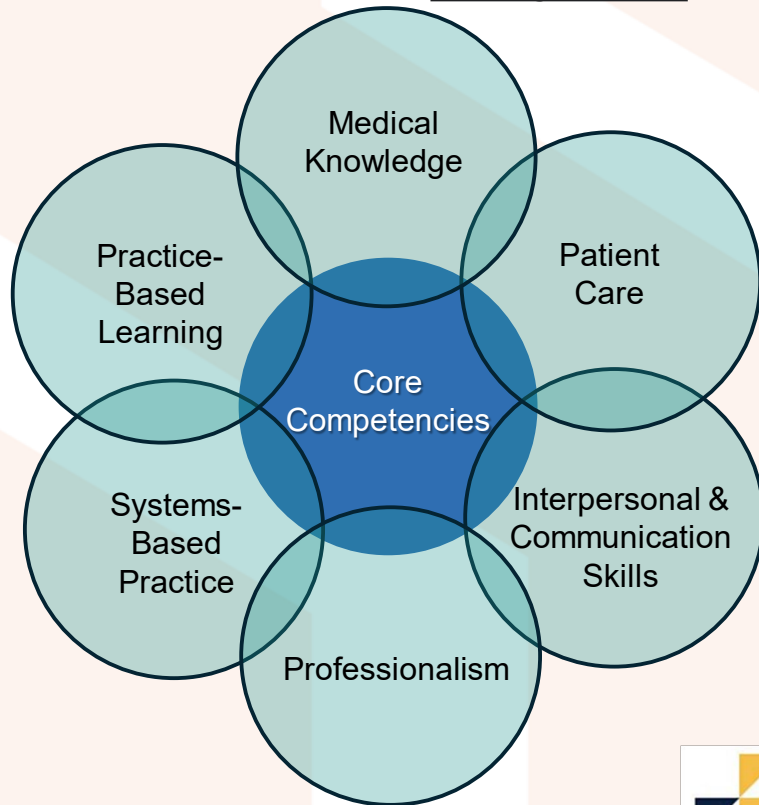 Medical
Knowledge
Patient
Care
Practice-
Based
Learning
Core
Competencies
Interpersonal &
Communication
Skills
Systems-
Based
Practice
Professionalism